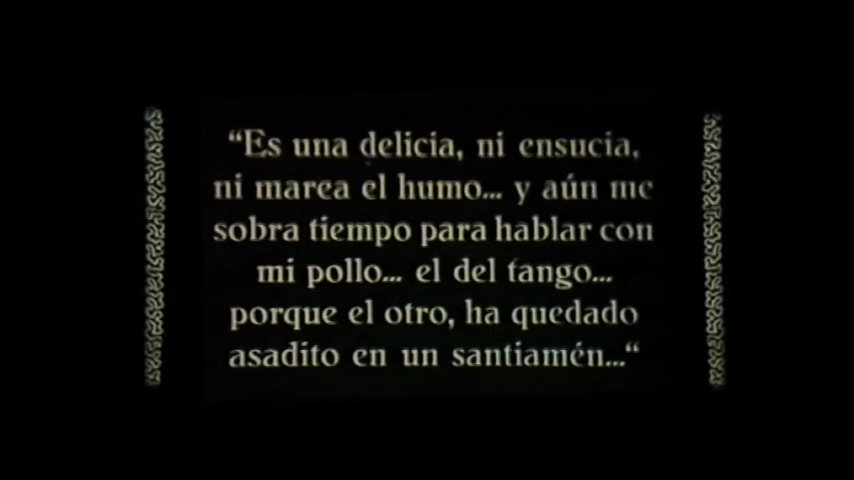 “Es una delicia, ni ensucia,
ni marea el humo... y aún me
sobra tiempo para hablar con
mi pollo... el del tango...
porque el otro, ha quedado
asadito en un santiamén...“